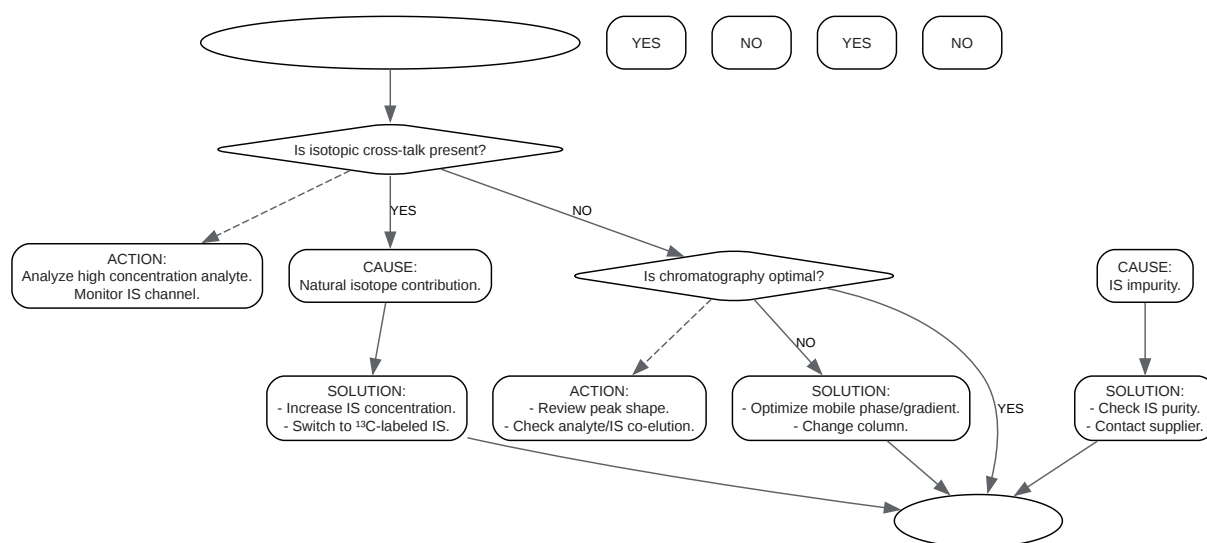 YES
NO
YES
NO
Is isotopic cross-talk present?
YES
NO
ACTION:
Analyze high concentration analyte.
Monitor IS channel.
CAUSE:
Natural isotope contribution.
Is chromatography optimal?
CAUSE:
IS impurity.
NO
SOLUTION:
- Increase IS concentration.
- Switch to ¹³C-labeled IS.
ACTION:
- Review peak shape.
- Check analyte/IS co-elution.
SOLUTION:
- Optimize mobile phase/gradient.
- Change column.
YES
SOLUTION:
- Check IS purity.
- Contact supplier.